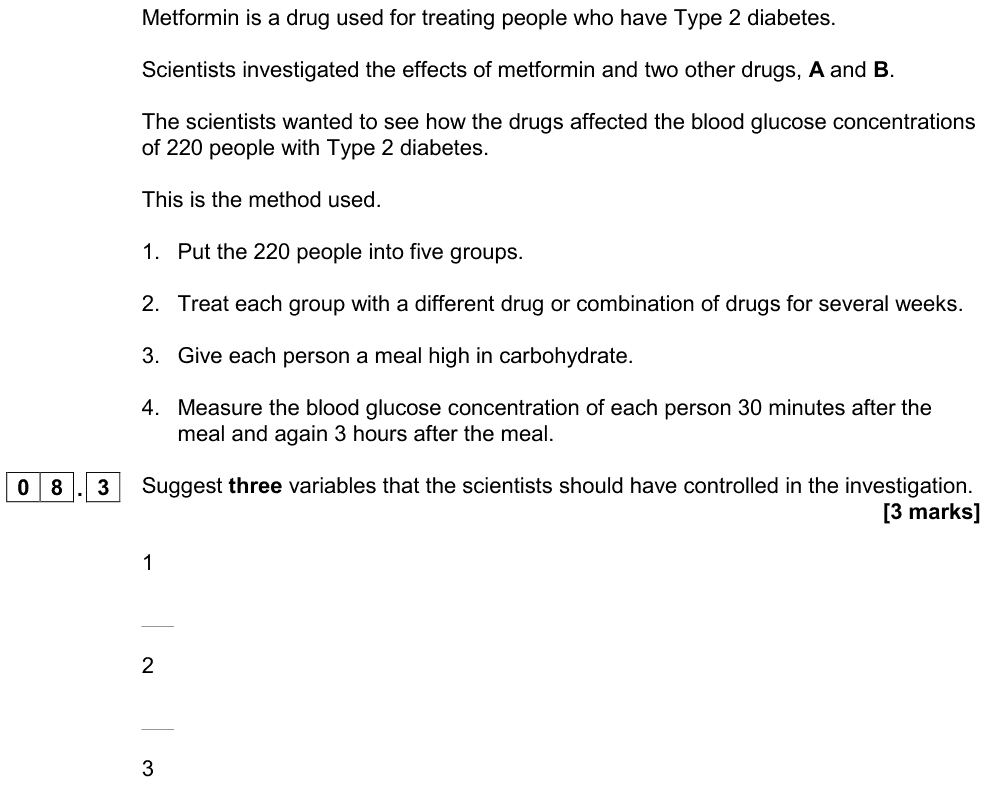 Metformin is a drug used for treating people who have Type 2 diabetes.
Scientists investigated the effects of metformin and two other drugs, A and B.
The scientists wanted to see how the drugs affected the blood glucose concentrations
of 220 people with Type 2 diabetes.
This is the method used.
1. Put the 220 people into five groups.
2. Treat each group with a different drug or combination of drugs for several weeks.
3. Give each person a meal high in carbohydrate.
4. Measure the blood glucose concentration of each person 30 minutes after the
meal and again 3 hours after the meal.
0 8 . 3 Suggest three variables that the scientists should have controlled in the investigation.
[3 marks]
1
2
3